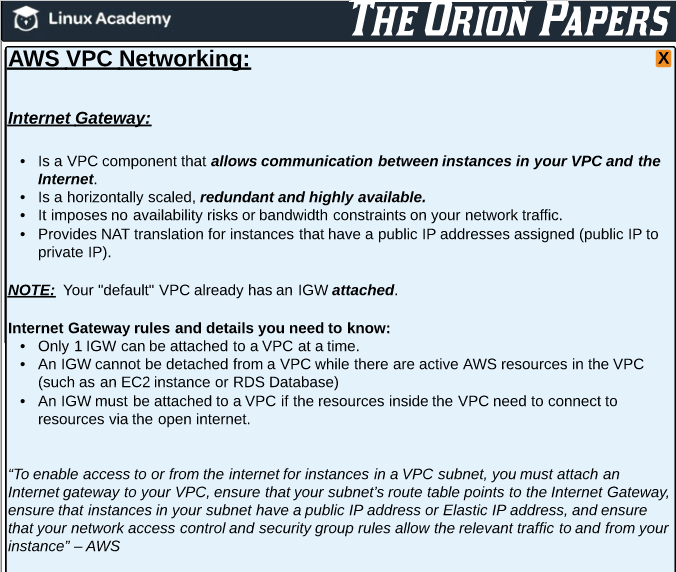 Linux Academy
THE ORION PAPERS
AWS VPC Networking:
X
Internet Gateway:
• Is a VPC component that allows communication between instances in your VPC and the
Internet.
• Is a horizontally scaled, redundant and highly available.
• It imposes no availability risks or bandwidth constraints on your network traffic.
• Provides NAT translation for instances that have a public IP addresses assigned (public IP to
private IP).
NOTE: Your "default" VPC already has an IGW attached.
Internet Gateway rules and details you need to know:
• Only 1 IGW can be attached to a VPC at a time.
• An IGW cannot be detached from a VPC while there are active AWS resources in the VPC
(such as an EC2 instance or RDS Database)
• An IGW must be attached to a VPC if the resources inside the VPC need to connect to
resources via the open internet.
“To enable access to or from the internet for instances in a VPC subnet, you must attach an
Internet gateway to your VPC, ensure that your subnet’s route table points to the Internet Gateway,
ensure that instances in your subnet have a public IP address or Elastic IP address, and ensure
that your network access control and security group rules allow the relevant traffic to and from your
instance” – AWS